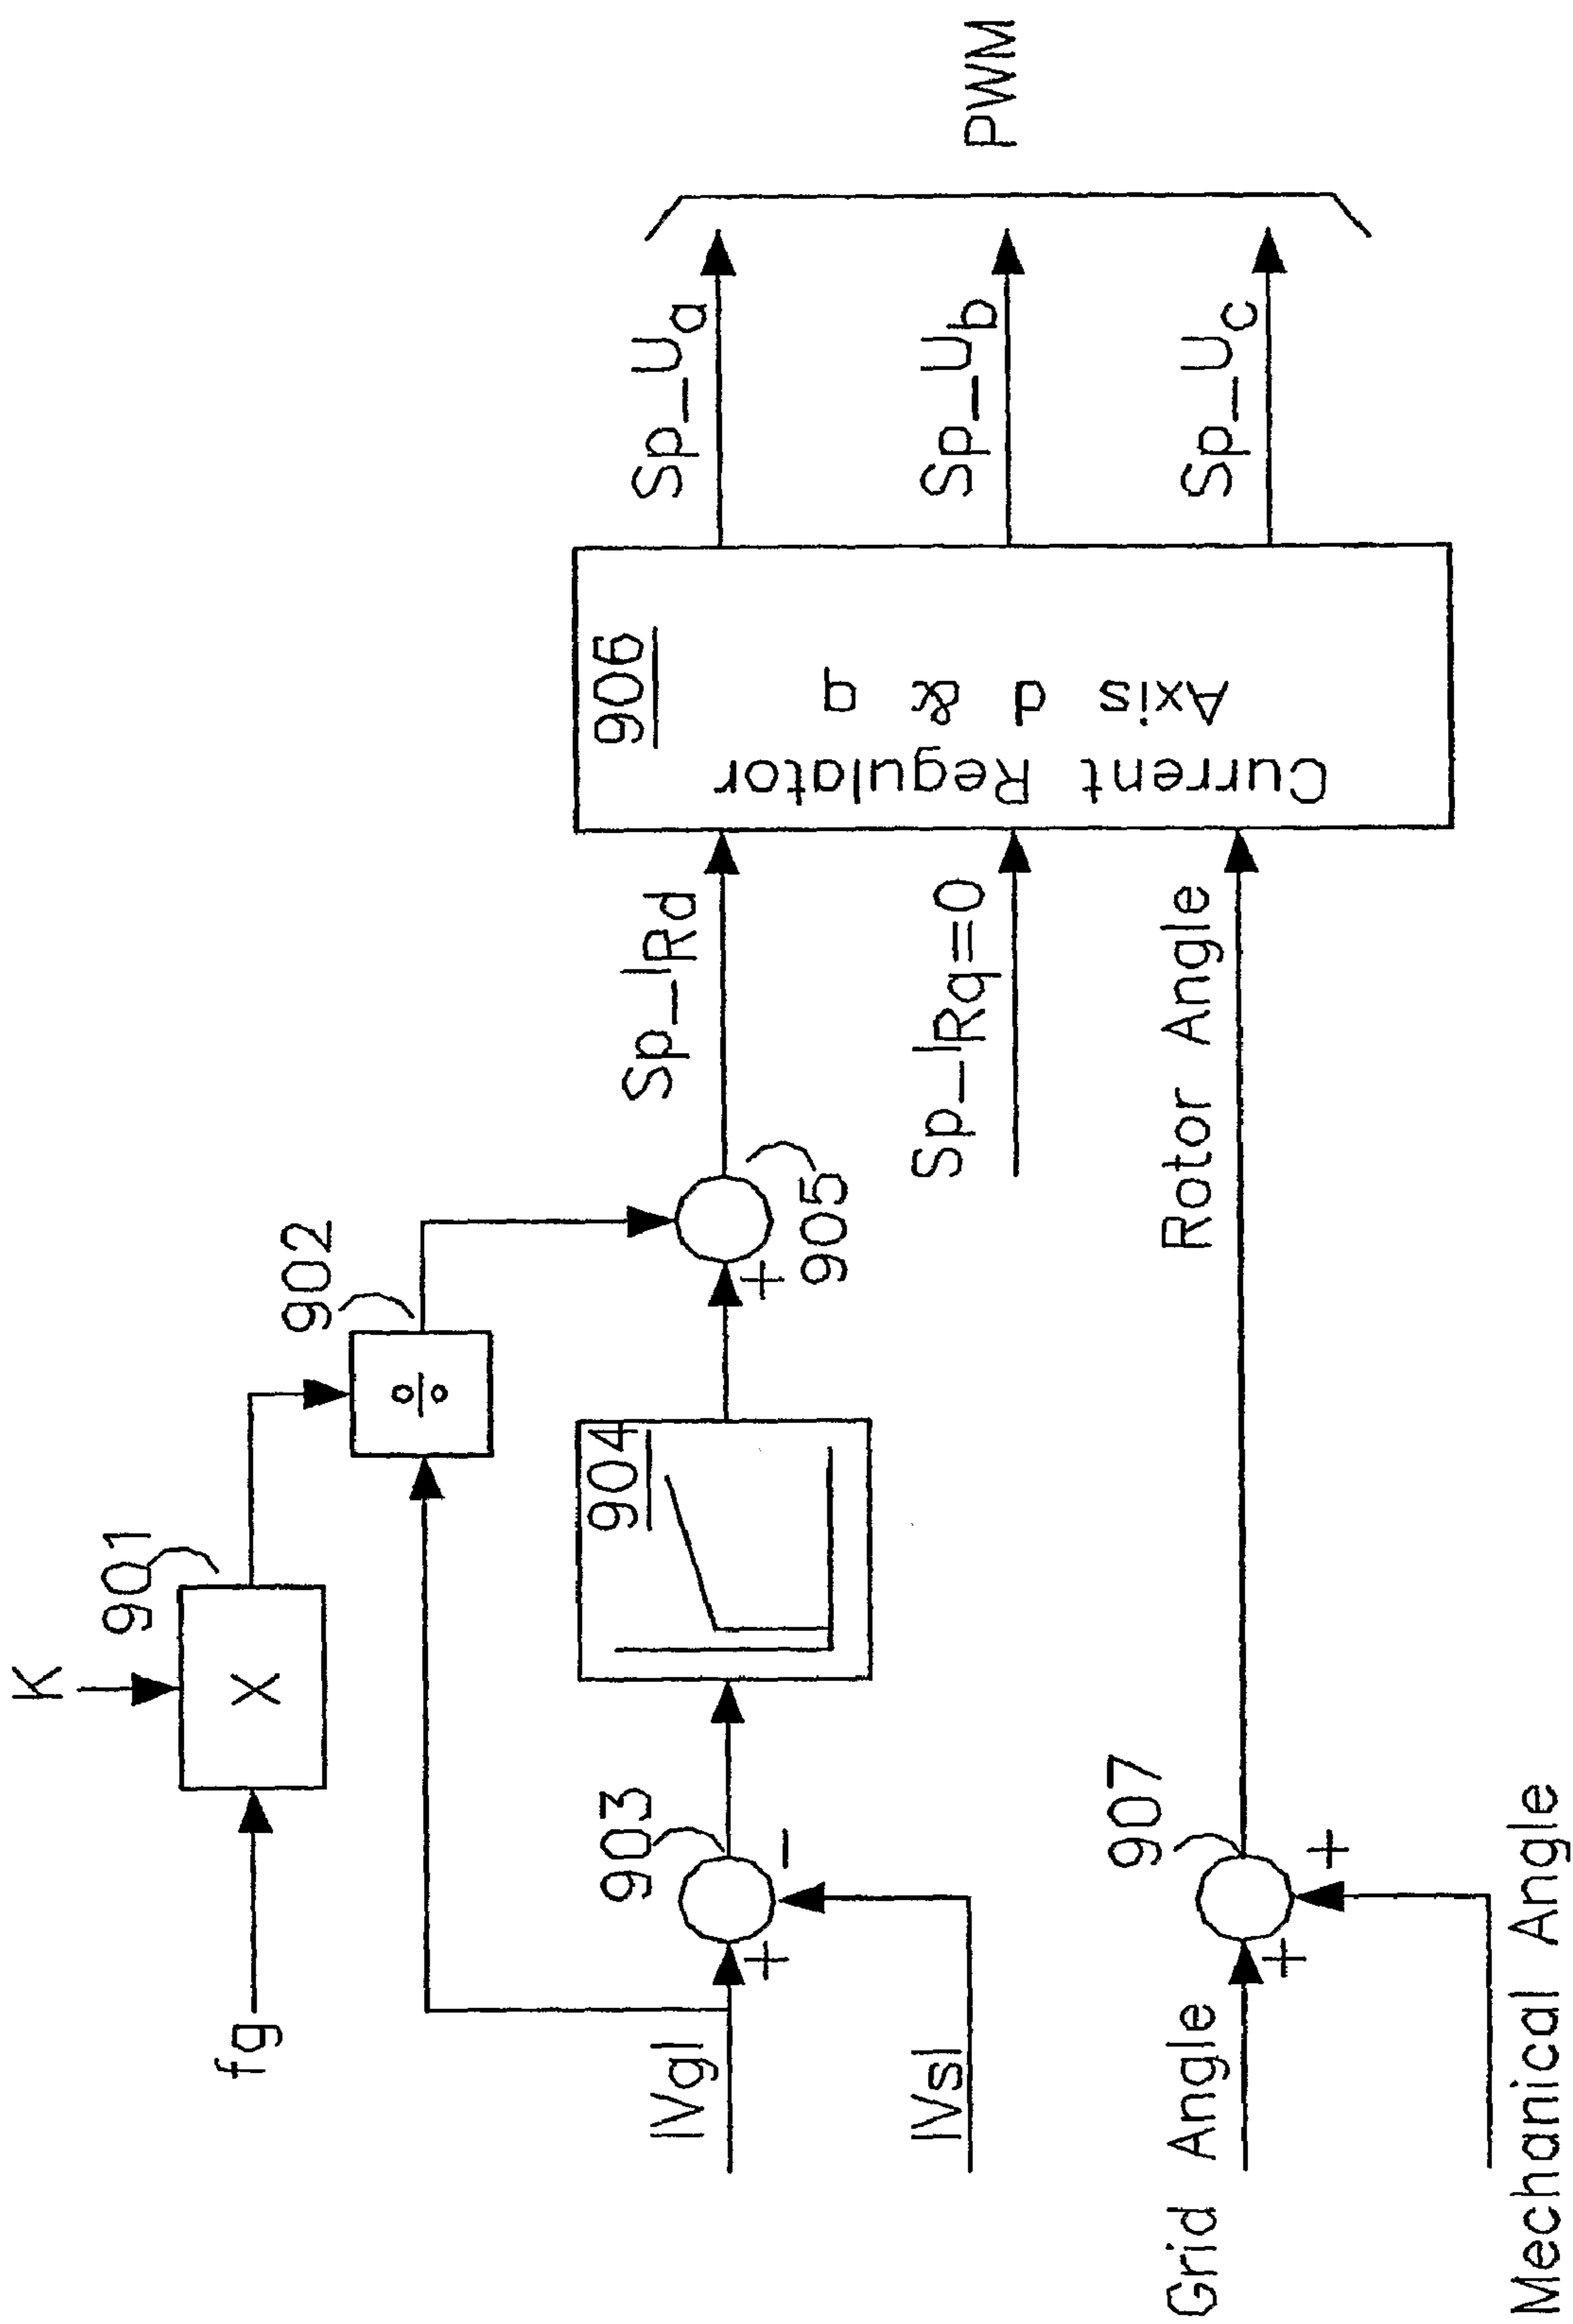 K
901
X
fg
902
÷
|Vg|
+
903
−
|Vs|
904
+
905
Sp_IRd
Sp_IRq=0
Rotor Angle
906
Current Regulator
Axis d & q
Sp_Ua
Sp_Ub
Sp_Uc
PWM
Grid Angle
+
907
+
Mechanical Angle